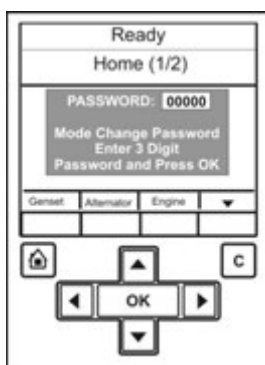 Ready
Home (1/2)
PASSWORD: 00000
Mode Change Password
Enter 3 Digit
Password and Press OK
Genset Alternator Engine
C
OK